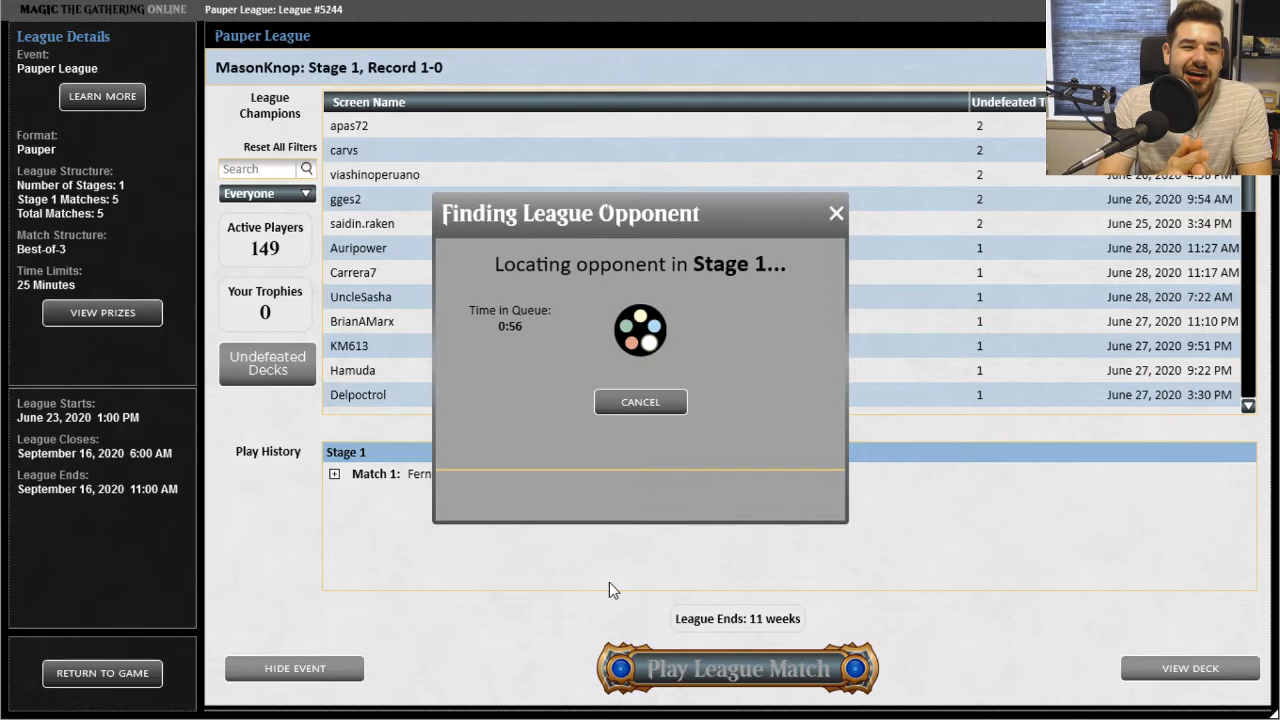 MAGIC THE GATHERING ONLINE
Pauper League: League #5244
League Details
Event:
Pauper League
LEARN MORE
Format:
Pauper
League Structure:
Number of Stages: 1
Stage 1 Matches: 5
Total Matches: 5
Match Structure:
Best-of-3
Time Limits:
25 Minutes
VIEW PRIZES
League Starts:
June 23, 2020 1:00 PM
League Closes:
September 16, 2020 6:00 AM
League Ends:
September 16, 2020 11:00 AM
RETURN TO GAME
Pauper League
MasonKnop: Stage 1, Record 1-0
League
Champions
Reset All Filters
Search
Everyone
Active Players
149
Your Trophies
0
Undefeated
Decks
Screen Name Undefeated T
apas72 2
carvs 2
viashinoperuano 2
gges2 2 June 26, 2020 9:54 AM
saidin.raken 2 June 25, 2020 3:34 PM
Auripower 1 June 28, 2020 11:27 AM
Carrera7 1 June 28, 2020 11:17 AM
UncleSasha 1 June 28, 2020 7:22 AM
BrianAMarx 1 June 27, 2020 11:10 PM
KM613 1 June 27, 2020 9:51 PM
Hamuda 1 June 27, 2020 9:22 PM
Delpoctrol 1 June 27, 2020 3:30 PM
Finding League Opponent
Locating opponent in Stage 1...
Time in Queue:
0:56
CANCEL
Play History
Stage 1
Match 1: Fern
League Ends: 11 weeks
HIDE EVENT
Play League Match
VIEW DECK